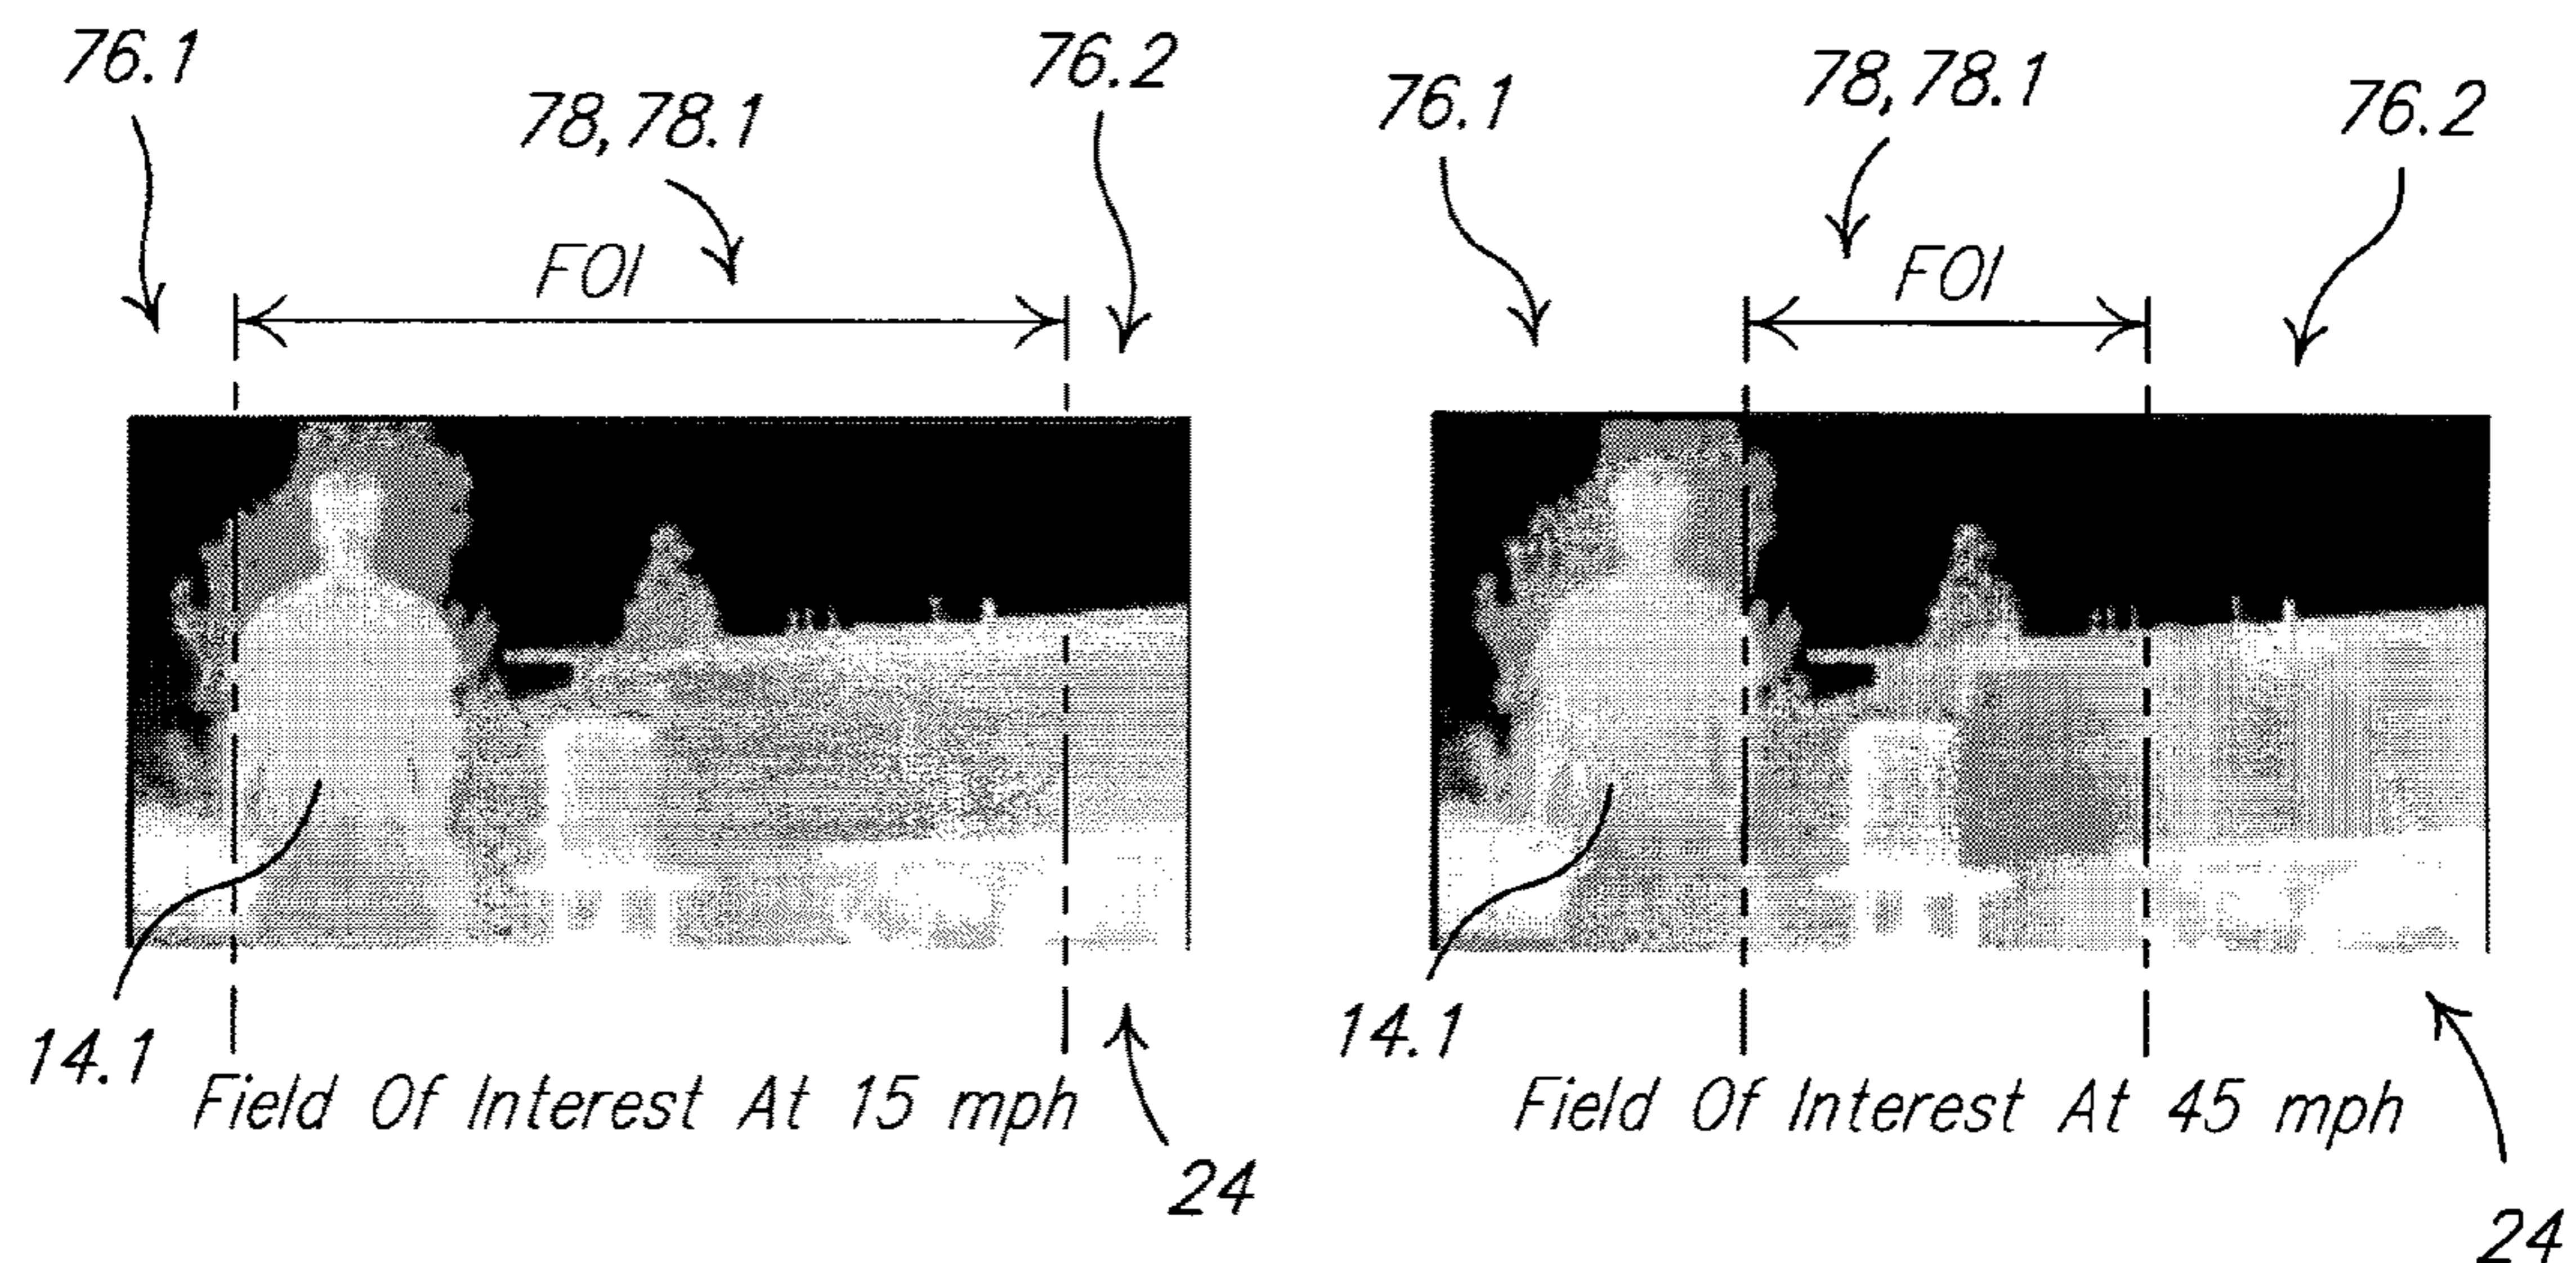 76.1
78,78.1
76.2
FOI
14.1
Field Of Interest At 15 mph
24
76.1
78,78.1
76.2
FOI
14.1
Field Of Interest At 45 mph
24